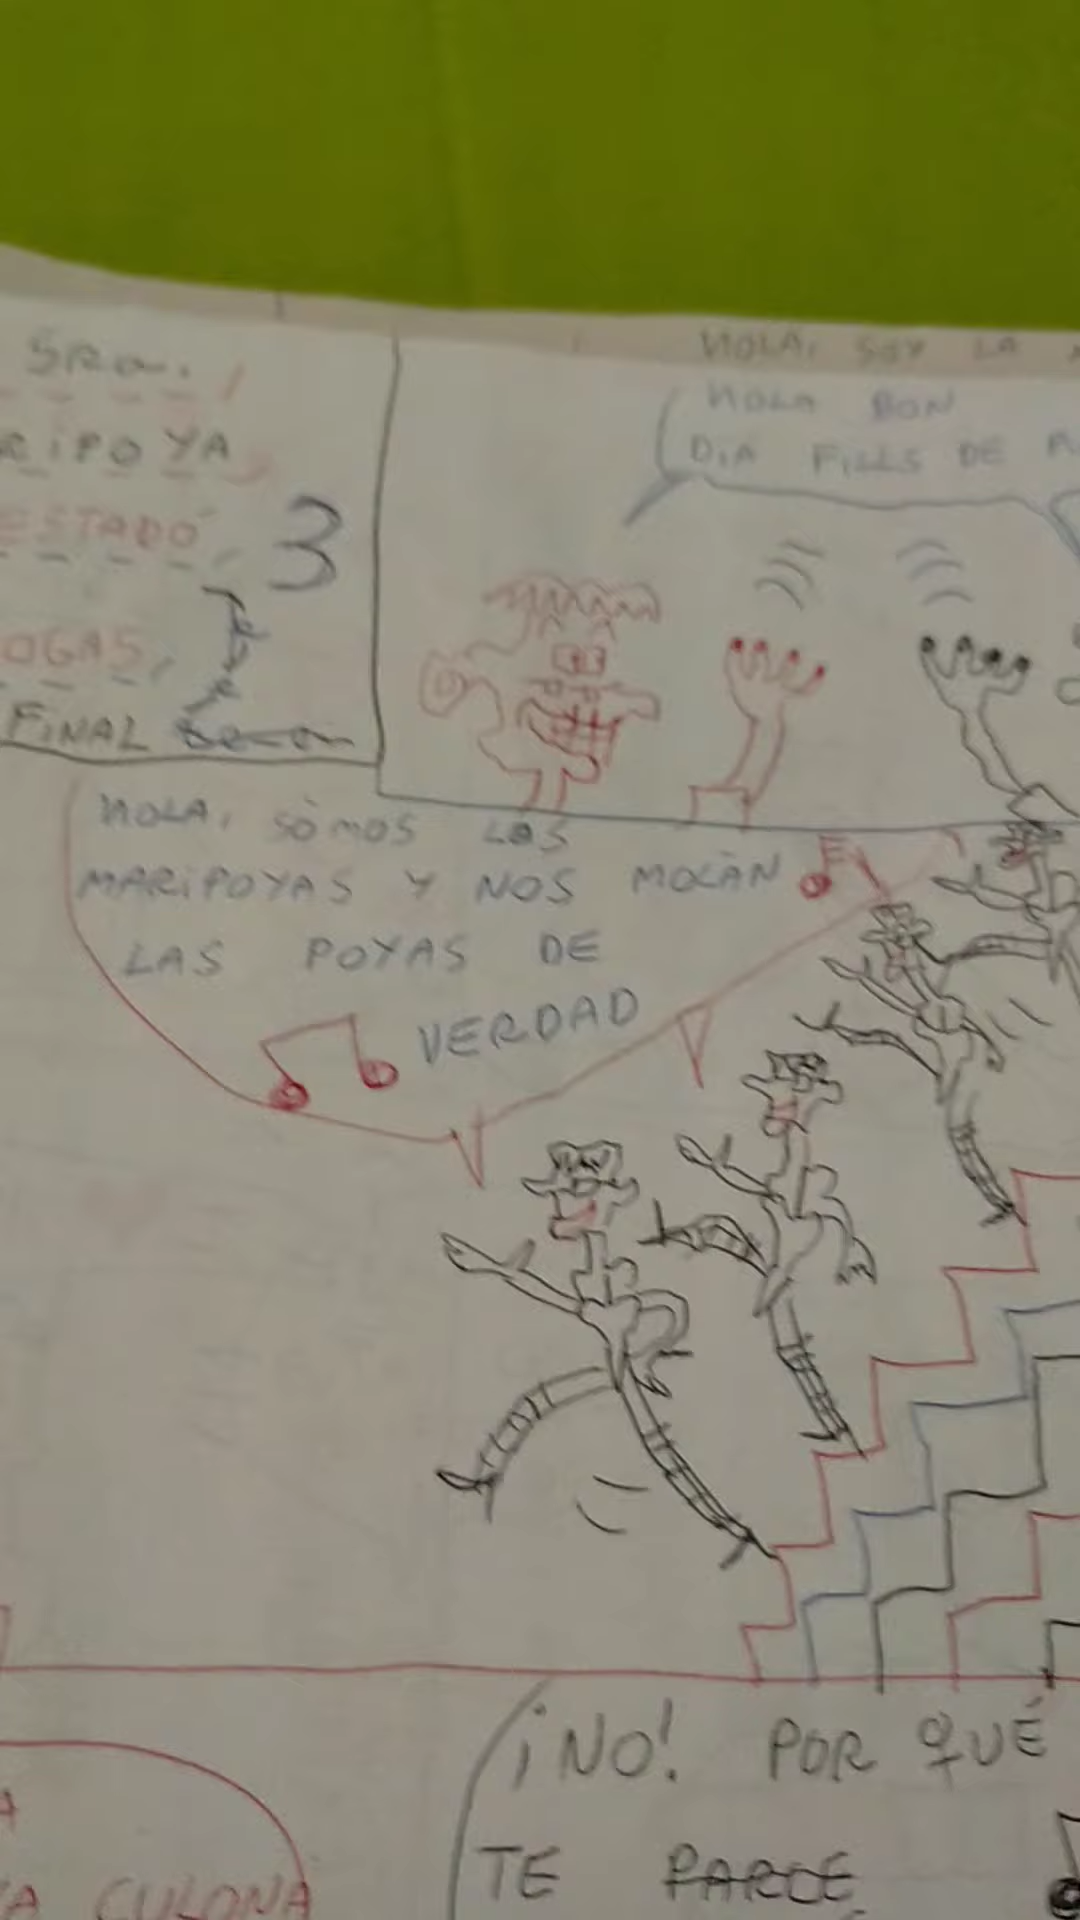 SRA.
RIPOYA
ESTADO,
3
OGAS,
FINAL
HOLA, SOY LA
HOLA BON
DIA FILLS DE
HOLA, SOMOS LAS
MARIPOYAS Y NOS MOLAN
LAS POYAS DE
VERDAD
¡NO! POR QUÉ
TE PARCE
A
A CULONA